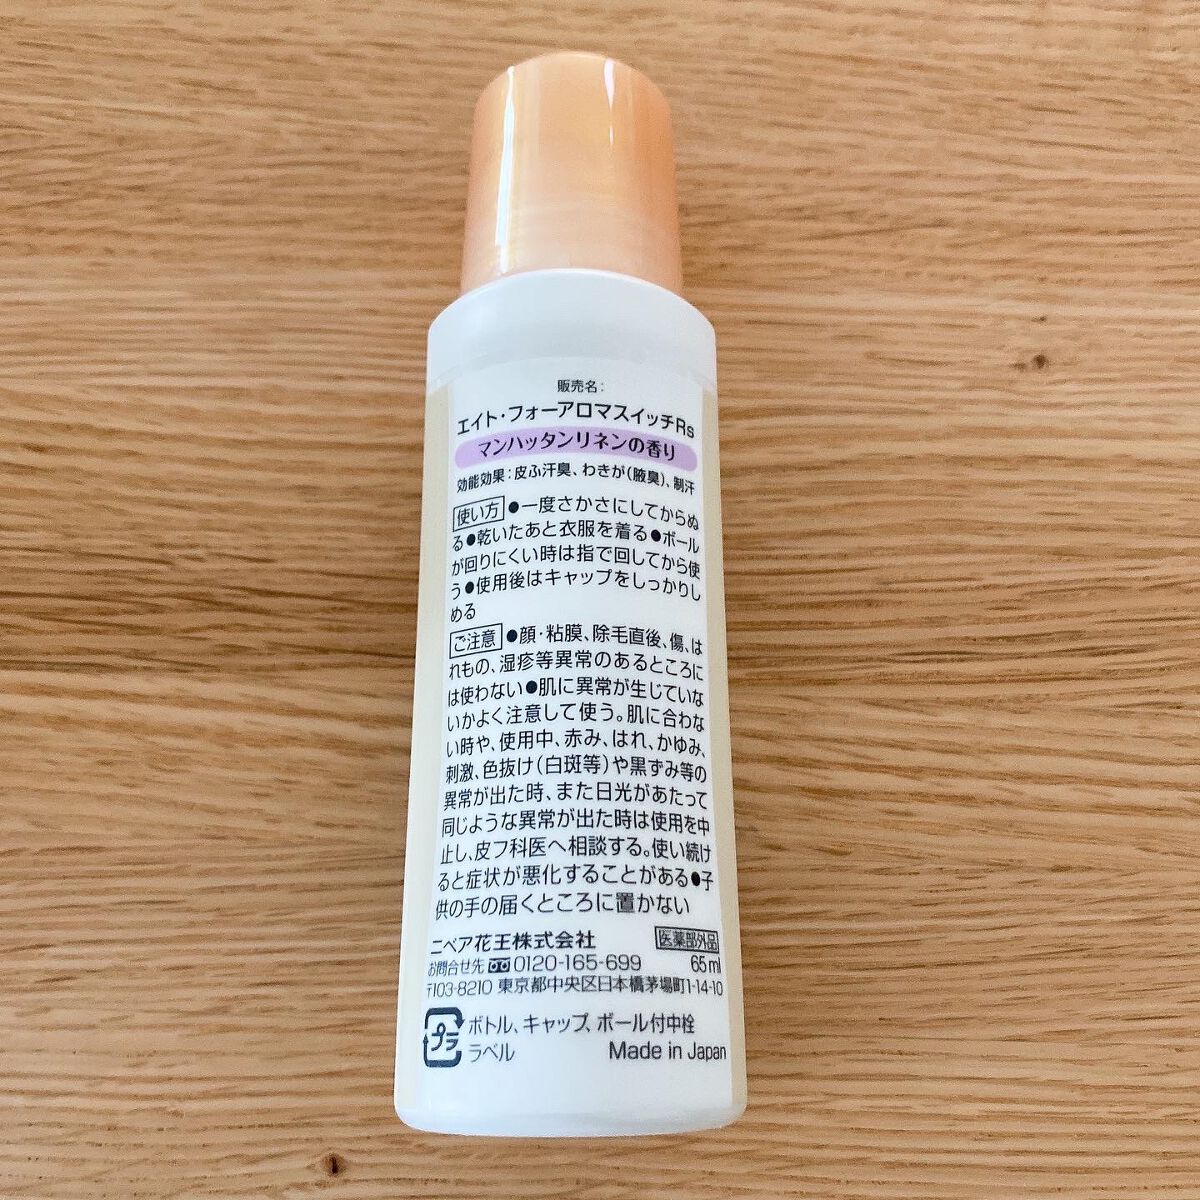 販売名：
エイト・フォーアロマスイッチRs
マンハッタンリネンの香り
効能効果：皮ふ汗臭、わきが(腋臭)、制汗
使い方 ●一度さかさにしてからぬ
る●乾いたあと衣服を着る●ボール
が回りにくい時は指で回してから使
う●使用後はキャップをしっかりし
める
ご注意 ●顔・粘膜、除毛直後、傷、は
れもの、湿疹等異常のあるところに
は使わない●肌に異常が生じていな
いかよく注意して使う。肌に合わな
い時や、使用中、赤み、はれ、かゆみ、
刺激、色抜け(白斑等)や黒ずみ等の
異常が出た時、また日光があたって
同じような異常が出た時は使用を中
止し、皮フ科医へ相談する。使い続け
ると症状が悪化することがある●子
供の手の届くところに置かない
ニベア花王株式会社 医薬部外品
お問合せ先 0120-165-699 65ml
〒103-8210 東京都中央区日本橋茅場町1-14-10
プラ ボトル、キャップ、ボール付中栓
ラベル Made in Japan